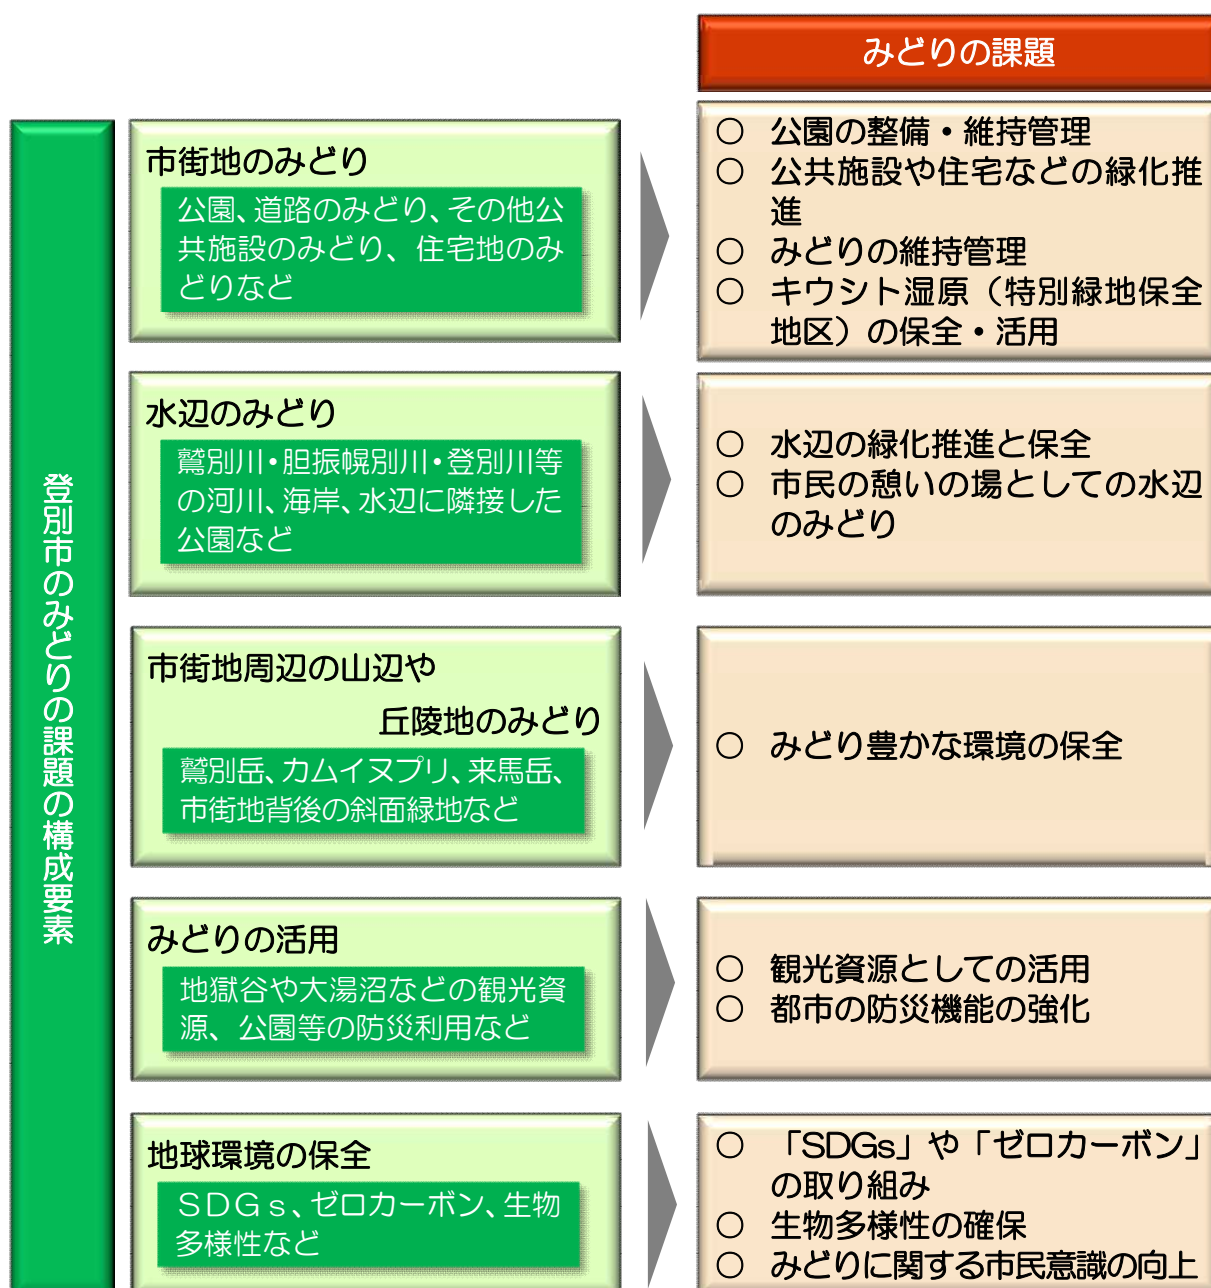 みどりの課題
登別市のみどりの課題の構成要素
市街地のみどり
公園、道路のみどり、その他公
共施設のみどり、住宅地のみ
どりなど
○ 公園の整備・維持管理
○ 公共施設や住宅などの緑化推
進
○ みどりの維持管理
○ キウシト湿原（特別緑地保全
地区）の保全・活用
水辺のみどり
鷲別川・胆振幌別川・登別川等
の河川、海岸、水辺に隣接した
公園など
○ 水辺の緑化推進と保全
○ 市民の憩いの場としての水辺
のみどり
市街地周辺の山辺や
丘陵地のみどり
鷲別岳、カムイヌプリ、来馬岳、
市街地背後の斜面緑地など
○ みどり豊かな環境の保全
みどりの活用
地獄谷や大湯沼などの観光資
源、公園等の防災利用など
○ 観光資源としての活用
○ 都市の防災機能の強化
地球環境の保全
ＳＤＧｓ、ゼロカーボン、生物
多様性など
○ 「SDGs」や「ゼロカーボン」
の取り組み
○ 生物多様性の確保
○ みどりに関する市民意識の向上